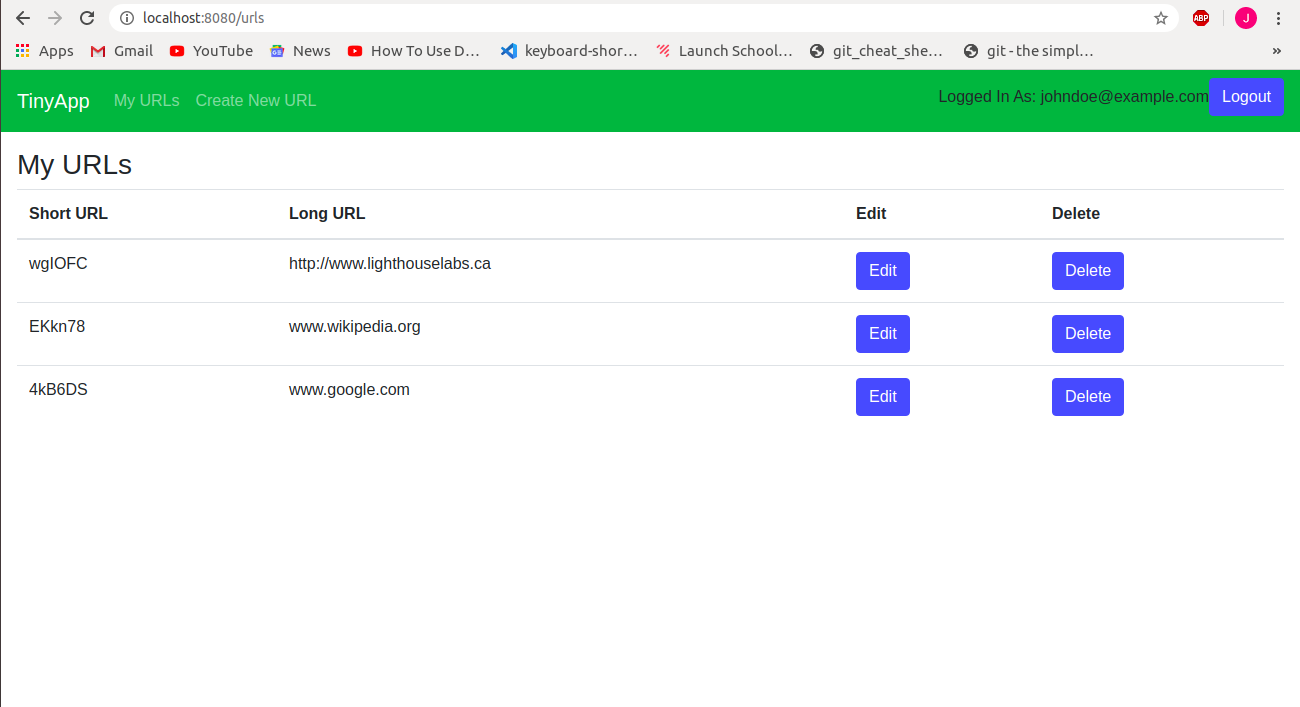 localhost:8080/urls
ABP
J
Apps Gmail YouTube News How To Use D... keyboard-shor... Launch School... git_cheat_she... git - the simpl... »
TinyApp My URLs Create New URL Logged In As: johndoe@example.com Logout
My URLs
Short URL Long URL Edit Delete
wgIOFC http://www.lighthouselabs.ca Edit Delete
EKkn78 www.wikipedia.org Edit Delete
4kB6DS www.google.com Edit Delete